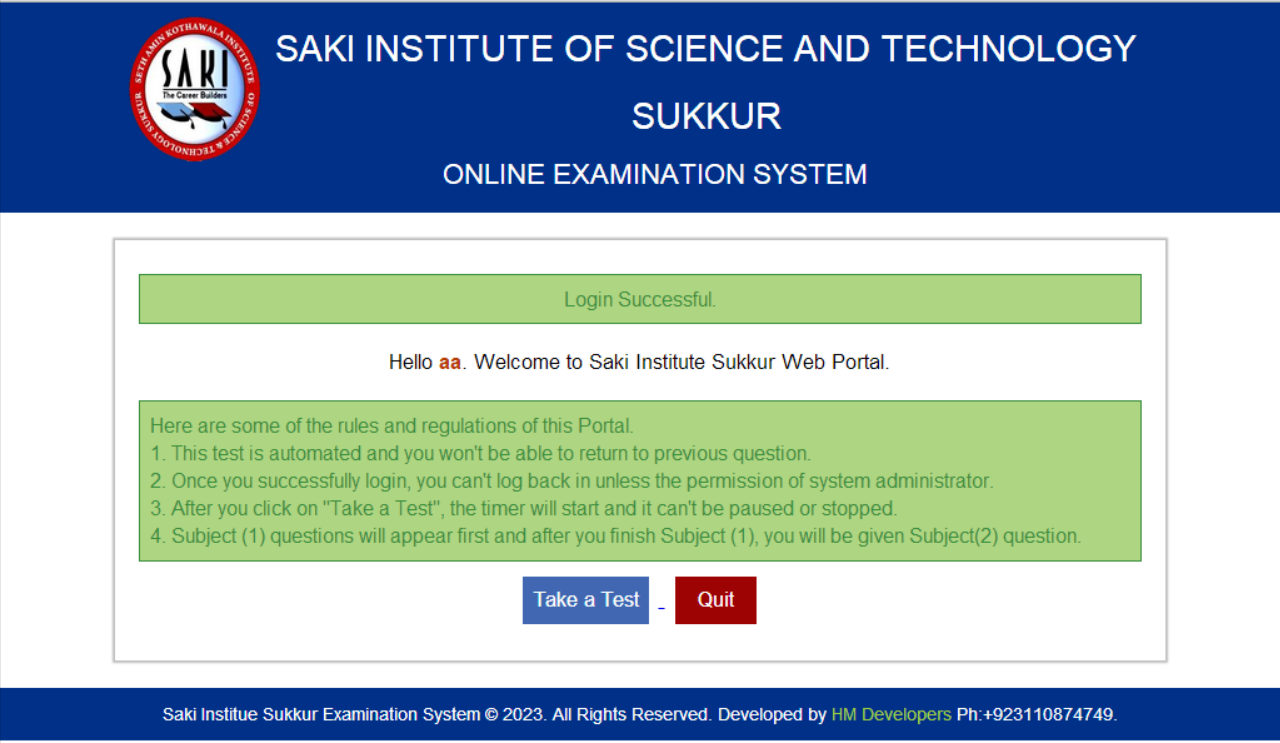 SETH AMIN KOTHAWALA INSTITUTE OF SCIENCE & TECHNOLOGY SUKKUR
SAKI
The Career Builders
SAKI INSTITUTE OF SCIENCE AND TECHNOLOGY
SUKKUR
ONLINE EXAMINATION SYSTEM
Login Successful.
Hello aa. Welcome to Saki Institute Sukkur Web Portal.
Here are some of the rules and regulations of this Portal.
1. This test is automated and you won't be able to return to previous question.
2. Once you successfully login, you can't log back in unless the permission of system administrator.
3. After you click on "Take a Test", the timer will start and it can't be paused or stopped.
4. Subject (1) questions will appear first and after you finish Subject (1), you will be given Subject(2) question.
Take a Test
Quit
Saki Institue Sukkur Examination System © 2023. All Rights Reserved. Developed by HM Developers Ph:+923110874749.